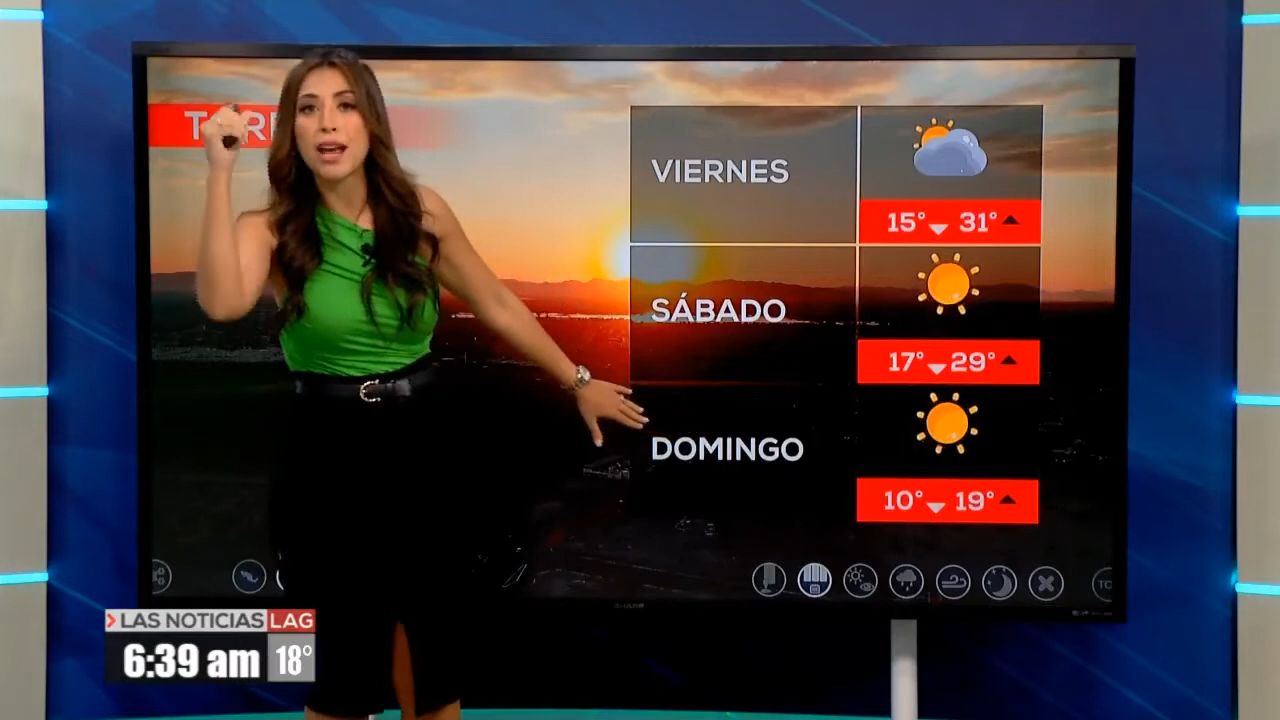 VIERNES
15° 31°
SÁBADO
17° 29°
DOMINGO
10° 19°
LAS NOTICIAS LAG
6:39 am 18°